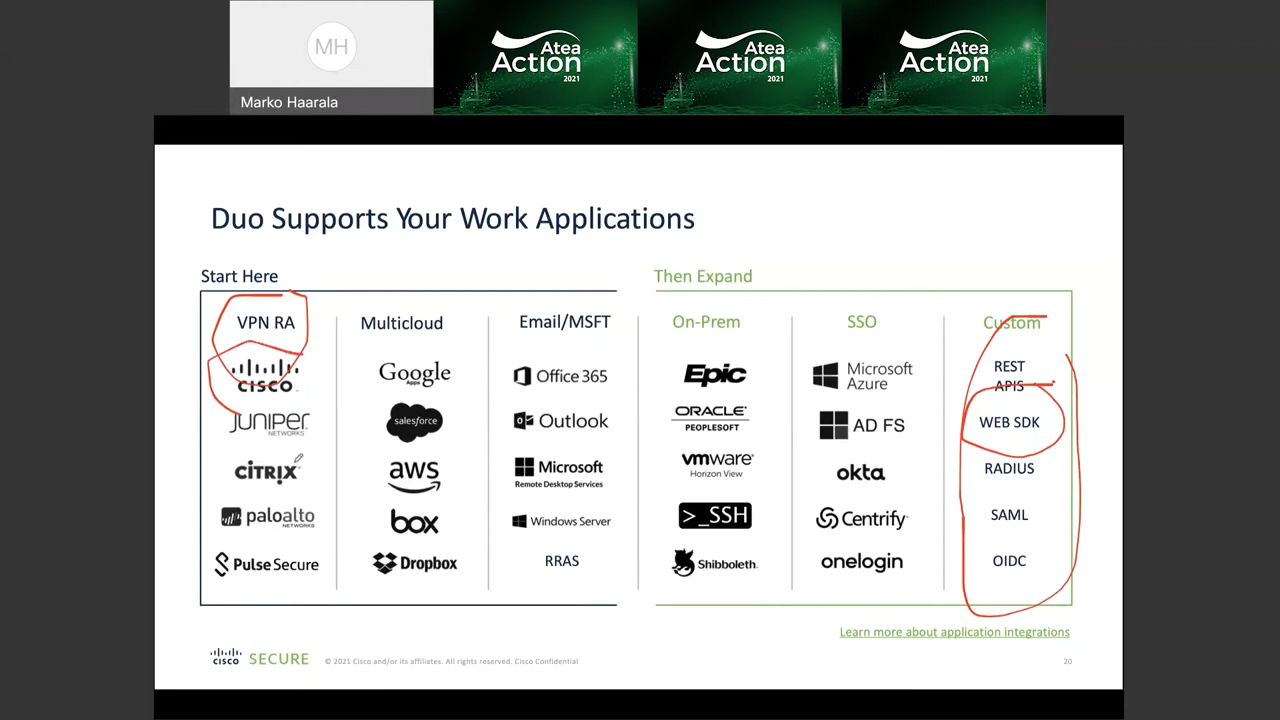 MH
Marko Haarala
Atea
Action
2021
Atea
Action
2021
Atea
Action
2021
Duo Supports Your Work Applications
Start Here
Then Expand
VPN RA
CISCO
JUNIPER
NETWORKS
CITRIX
paloalto
NETWORKS
Pulse Secure
Multicloud
Google
Apps
salesforce
aws
box
Dropbox
Email/MSFT
Office 365
Outlook
Microsoft
Remote Desktop Services
Windows Server
RRAS
On-Prem
Epic
ORACLE
PEOPLESOFT
vmware
Horizon View
>_SSH
Shibboleth.
SSO
Microsoft
Azure
AD FS
okta
Centrify
onelogin
Custom
REST
APIS
WEB SDK
RADIUS
SAML
OIDC
Learn more about application integrations
CISCO SECURE
© 2021 Cisco and/or its affiliates. All rights reserved. Cisco Confidential
20